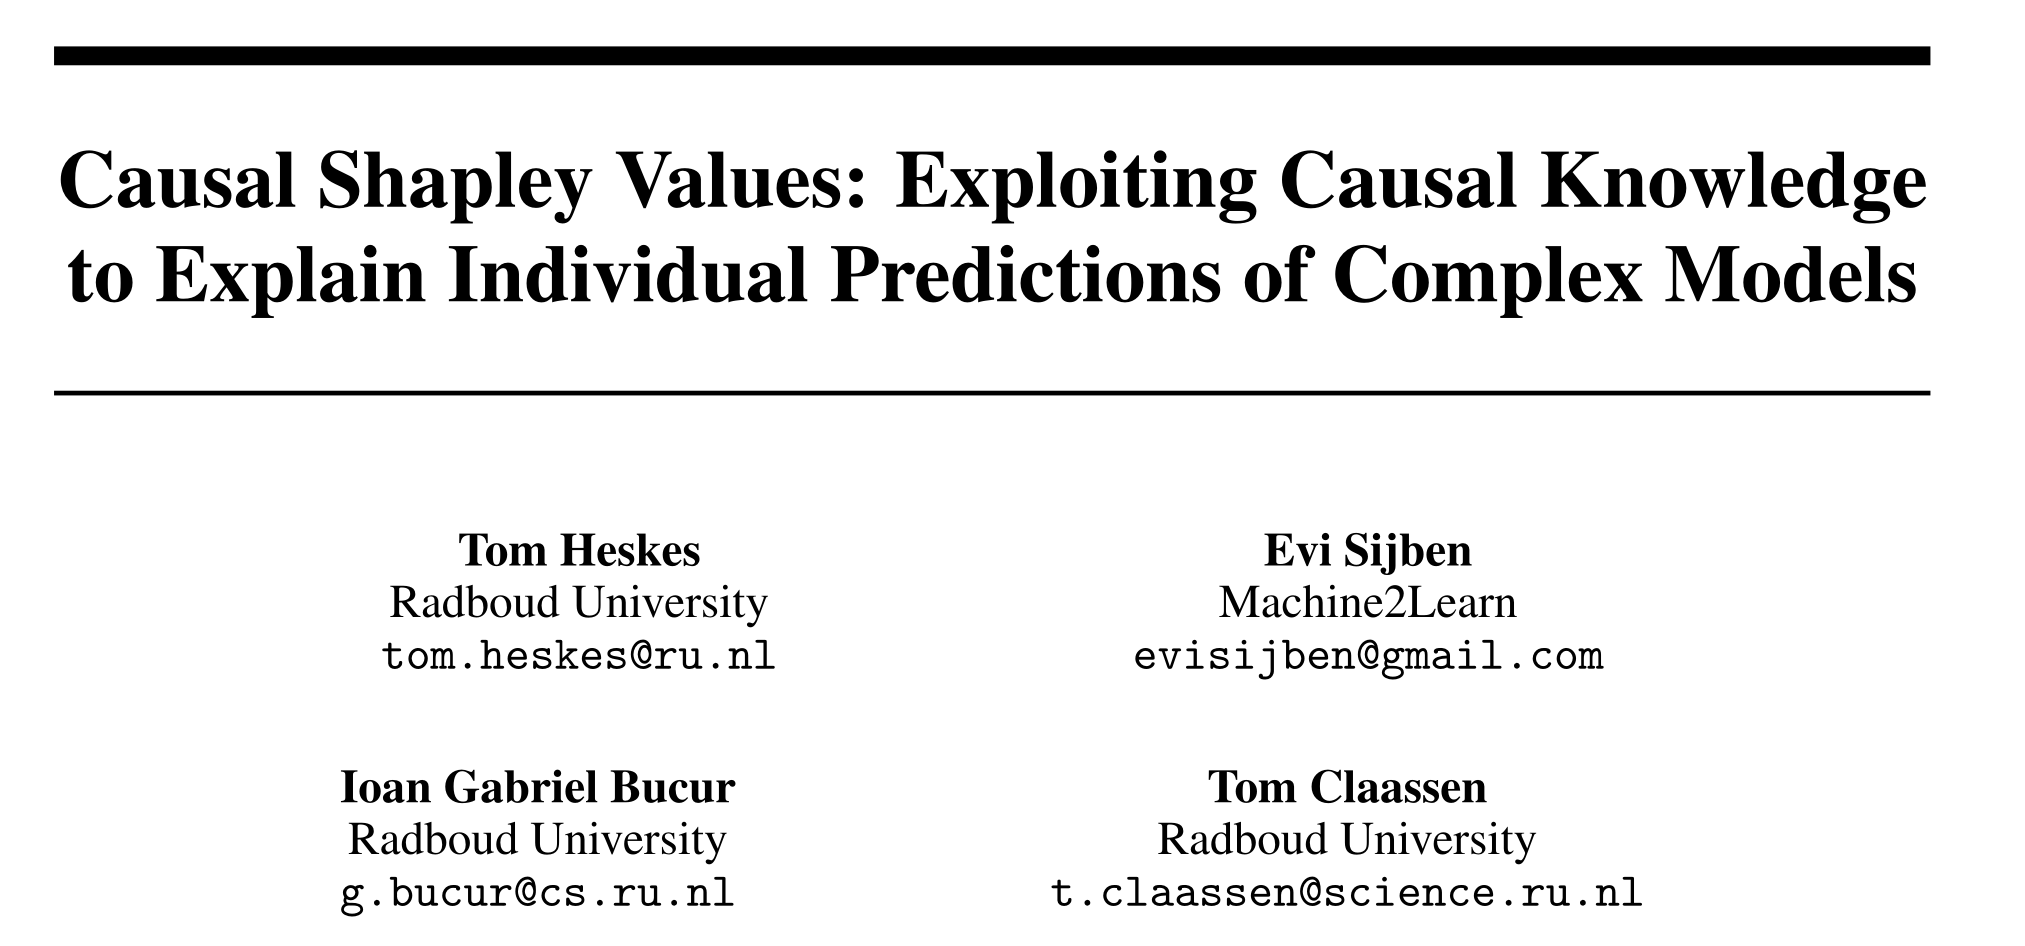 Causal Shapley Values: Exploiting Causal Knowledge
to Explain Individual Predictions of Complex Models
Tom Heskes
Radboud University
tom.heskes@ru.nl
Evi Sijben
Machine2Learn
evisijben@gmail.com
Ioan Gabriel Bucur
Radboud University
g.bucur@cs.ru.nl
Tom Claassen
Radboud University
t.claassen@science.ru.nl